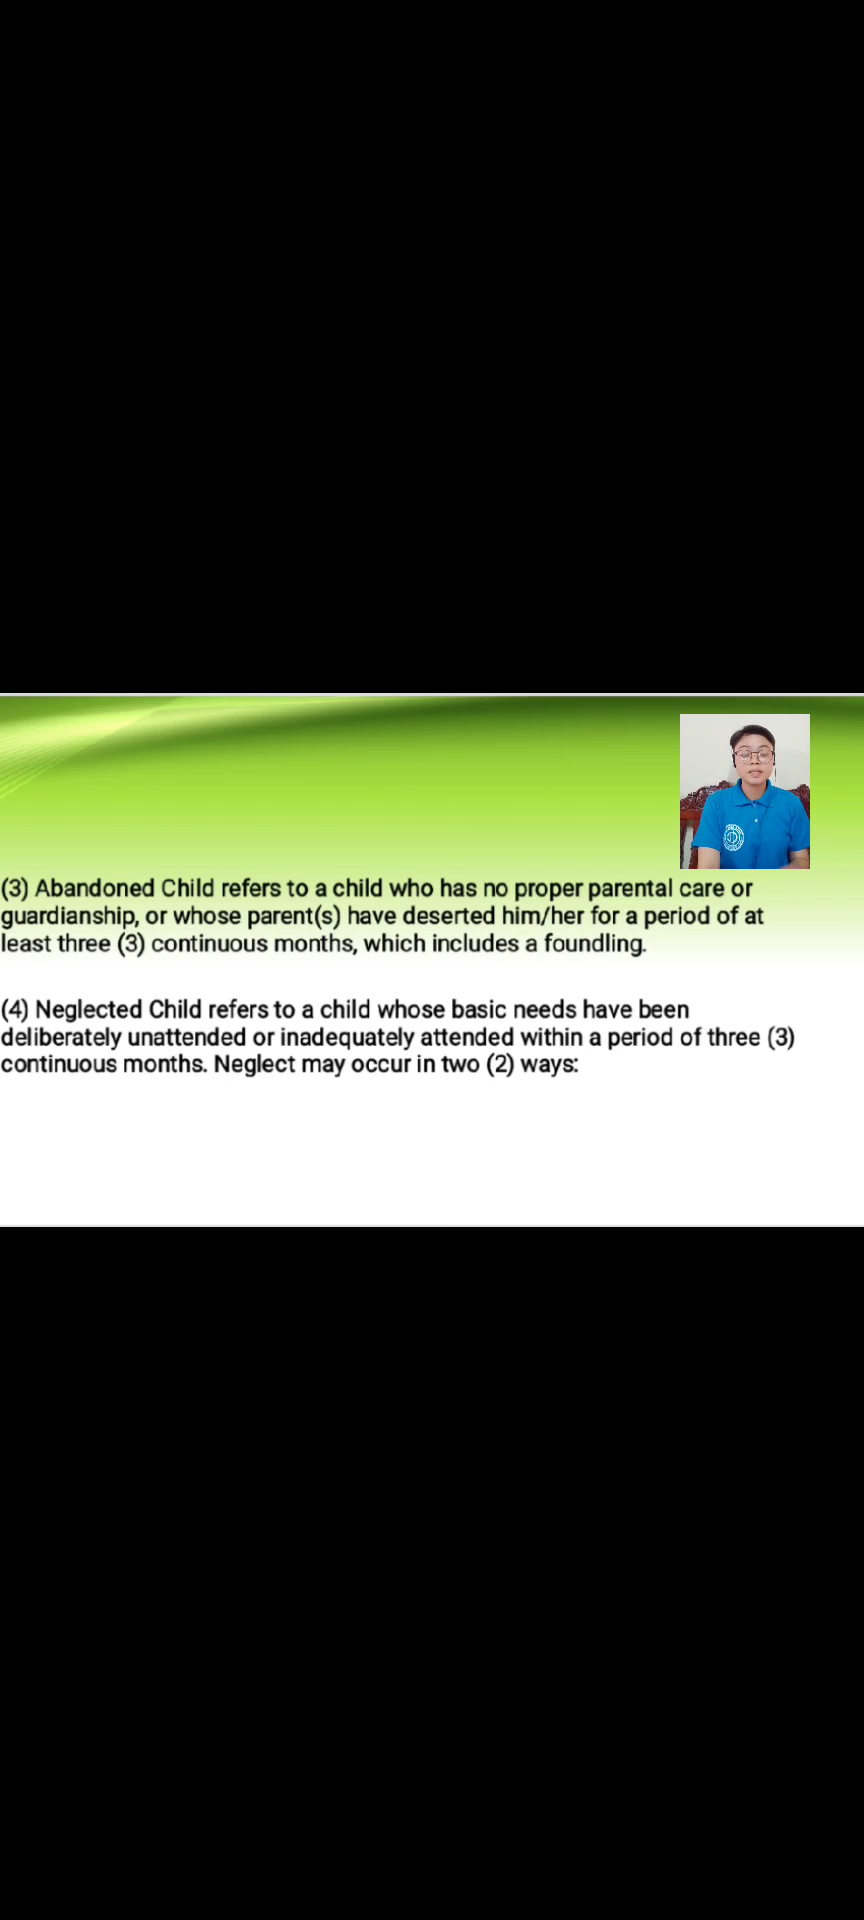 (3) Abandoned Child refers to a child who has no proper parental care or
guardianship, or whose parent(s) have deserted him/her for a period of at
least three (3) continuous months, which includes a foundling.
(4) Neglected Child refers to a child whose basic needs have been
deliberately unattended or inadequately attended within a period of three (3)
continuous months. Neglect may occur in two (2) ways: